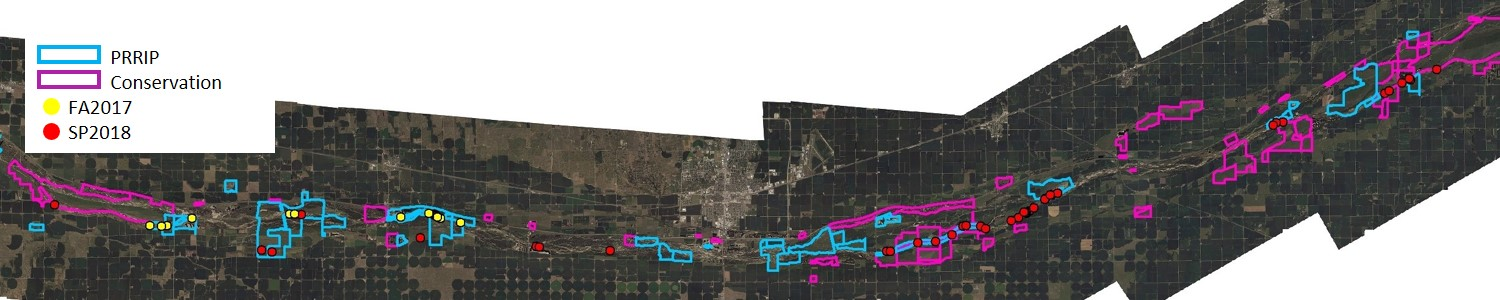 PRRIP
Conservation
FA2017
SP2018